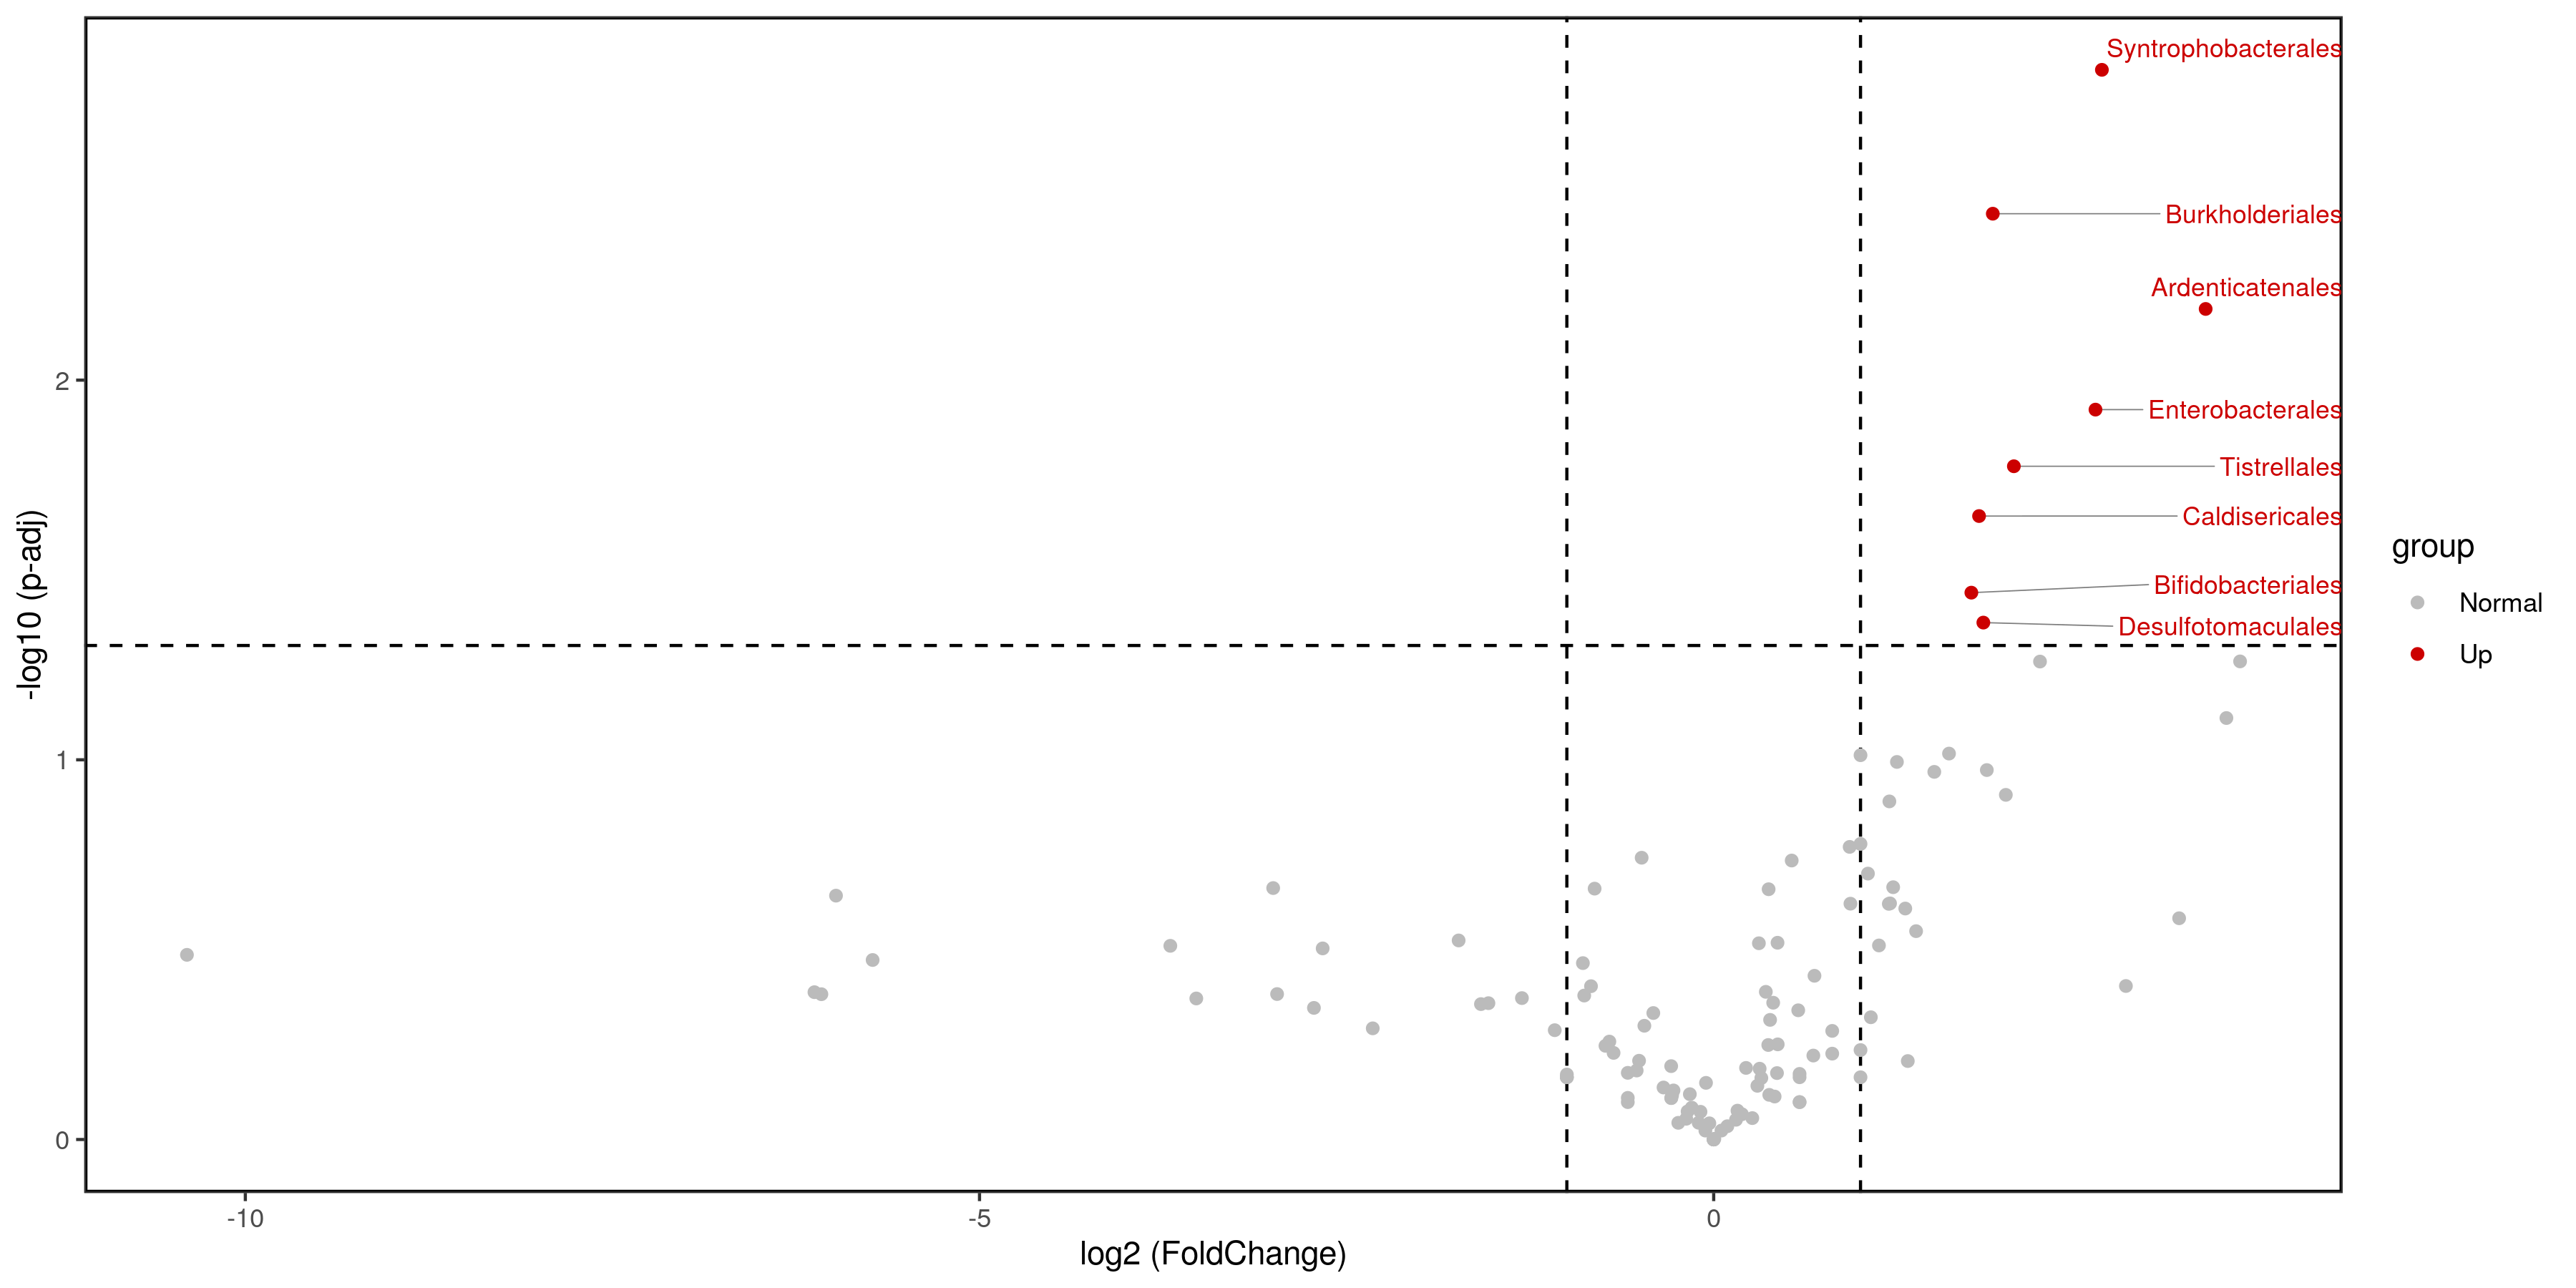 Syntrophobacterales
Burkholderiales
Ardenticatenales
2
Enterobacterales
Tistrellales
Caldisericales
-log10 (p-adj)
group
Bifidobacteriales
Normal
Desulfotomaculales
Up
1
0
-10
-5
0
log2 (FoldChange)